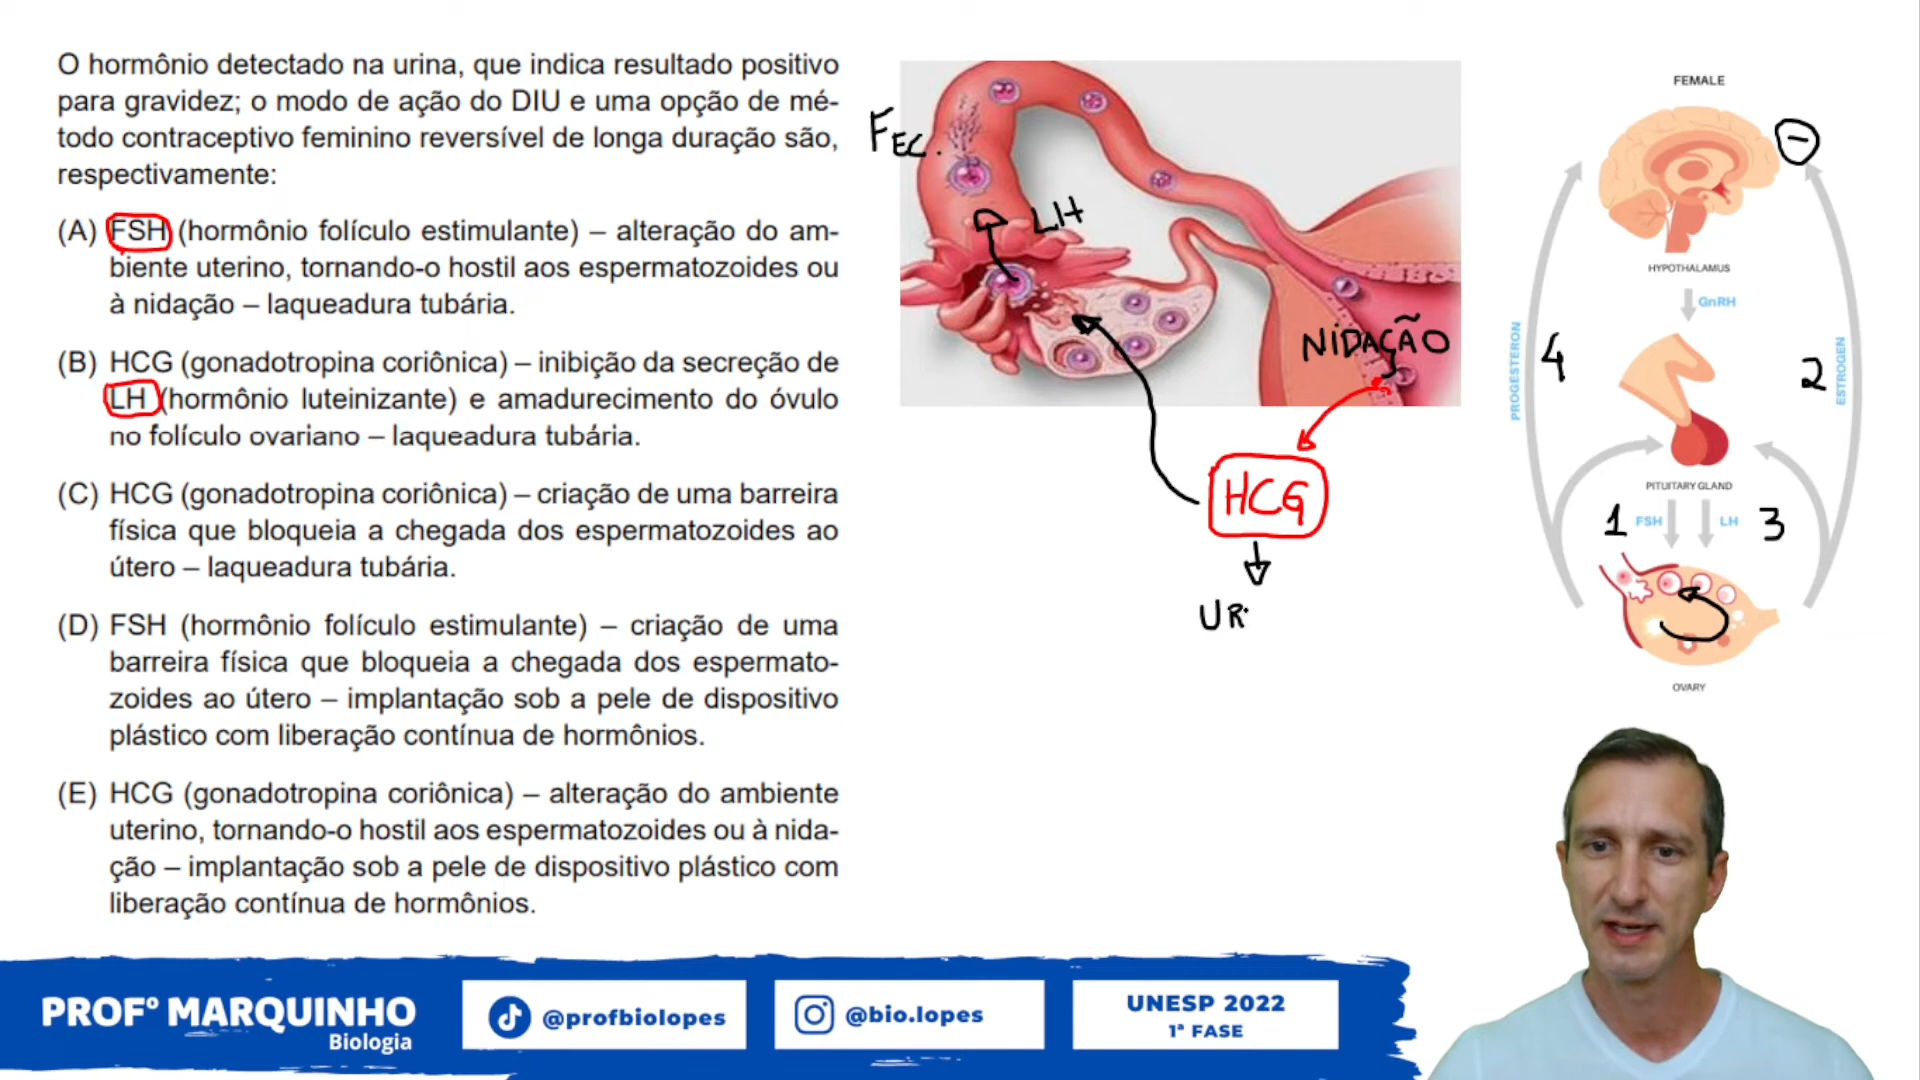 O hormônio detectado na urina, que indica resultado positivo
para gravidez; o modo de ação do DIU e uma opção de mé-
todo contraceptivo feminino reversível de longa duração são,
respectivamente:
(A) FSH (hormônio folículo estimulante) – alteração do am-
biente uterino, tornando-o hostil aos espermatozoides ou
à nidação – laqueadura tubária.
(B) HCG (gonadotropina coriônica) – inibição da secreção de
LH (hormônio luteinizante) e amadurecimento do óvulo
no folículo ovariano – laqueadura tubária.
(C) HCG (gonadotropina coriônica) – criação de uma barreira
física que bloqueia a chegada dos espermatozoides ao
útero – laqueadura tubária.
(D) FSH (hormônio folículo estimulante) – criação de uma
barreira física que bloqueia a chegada dos espermato-
zoides ao útero – implantação sob a pele de dispositivo
plástico com liberação contínua de hormônios.
(E) HCG (gonadotropina coriônica) – alteração do ambiente
uterino, tornando-o hostil aos espermatozoides ou à nida-
ção – implantação sob a pele de dispositivo plástico com
liberação contínua de hormônios.
FEC.
LH
NIDAÇÃO
HCG
UR
FEMALE
HYPOTHALAMUS
GnRH
PROGESTERON
4
2
ESTROGEN
PITUITARY GLAND
1 FSH LH 3
OVARY
PROFº MARQUINHO
Biologia
@profbiolopes
@bio.lopes
UNESP 2022
1ª FASE